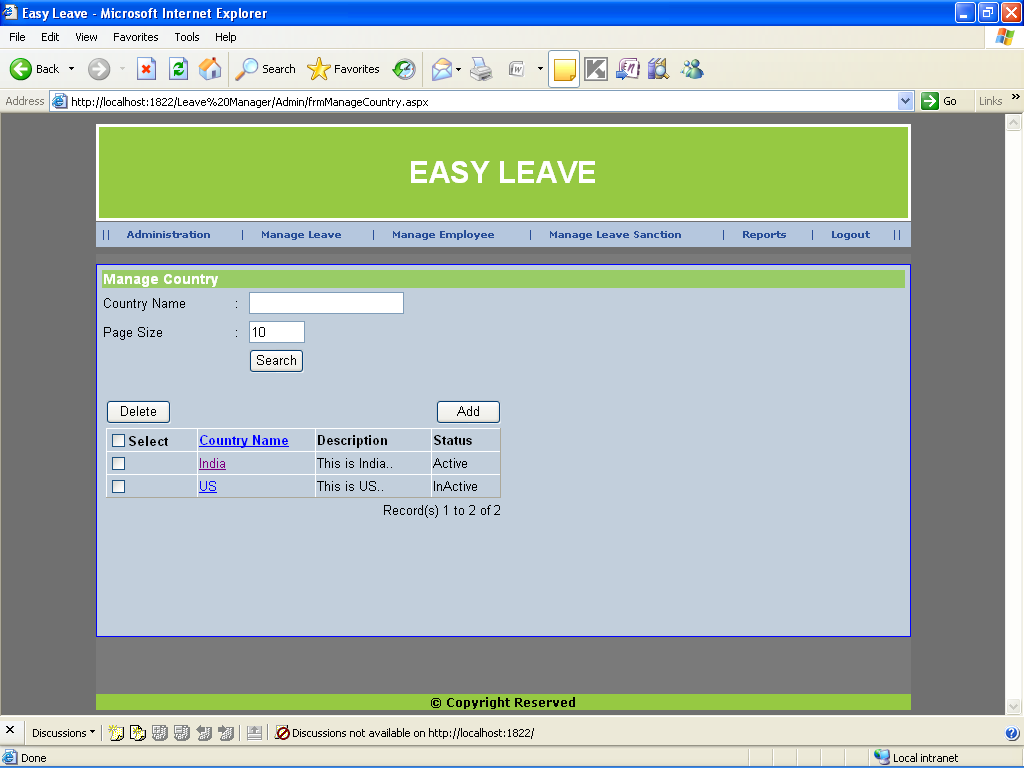 Easy Leave - Microsoft Internet Explorer
File Edit View Favorites Tools Help
Back Search Favorites
Address http://localhost:1822/Leave%20Manager/Admin/frmManageCountry.aspx Go Links »
EASY LEAVE
|| Administration | Manage Leave | Manage Employee | Manage Leave Sanction | Reports | Logout ||
Manage Country
Country Name :
Page Size : 10
Search
Delete Add
Select Country Name Description Status
India This is India.. Active
US This is US.. InActive
Record(s) 1 to 2 of 2
© Copyright Reserved
Discussions Discussions not available on http://localhost:1822/
Done Local intranet